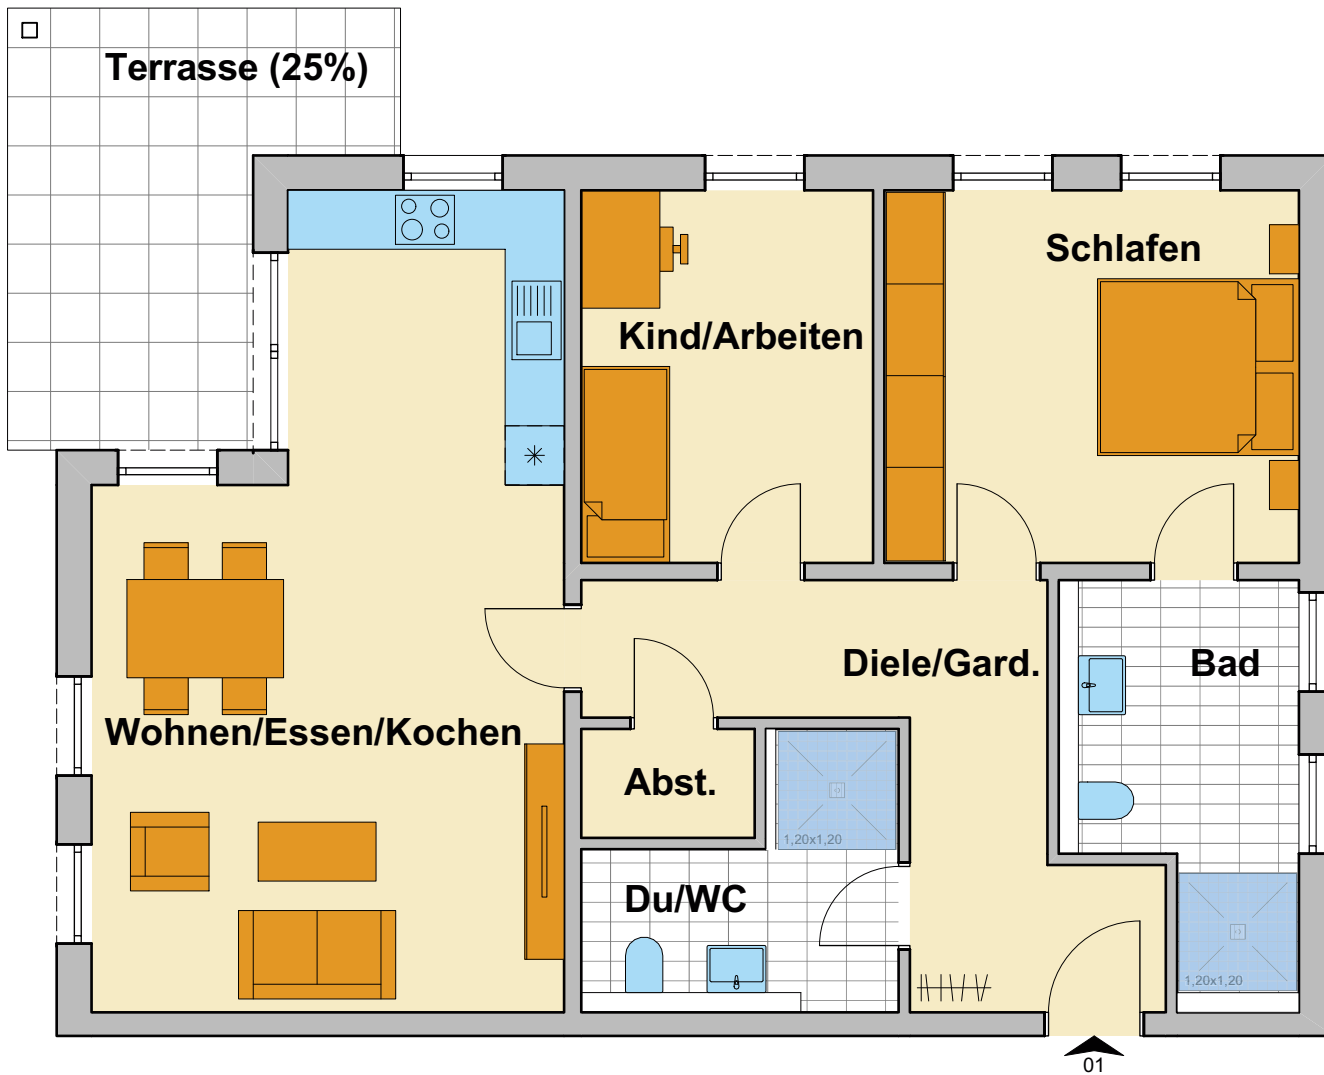 Terrasse (25%)
Schlafen
Kind/Arbeiten
Diele/Gard.
Bad
Wohnen/Essen/Kochen
Abst.
1,20x1,20
Du/WC
1,20x1,20
01